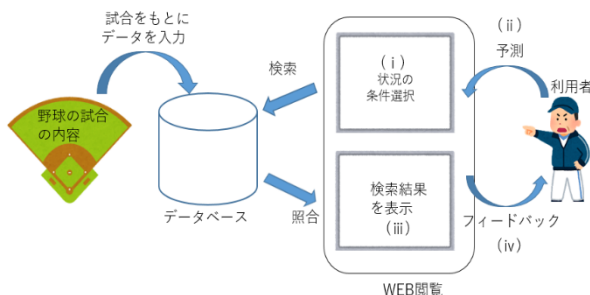 試合をもとに
データを入力
野球の試合
の内容
データベース
検索
照合
(ⅰ)
状況の
条件選択
検索結果
を表示
(ⅲ)
WEB閲覧
(ⅱ)
予測
利用者
フィードバック
(ⅳ)